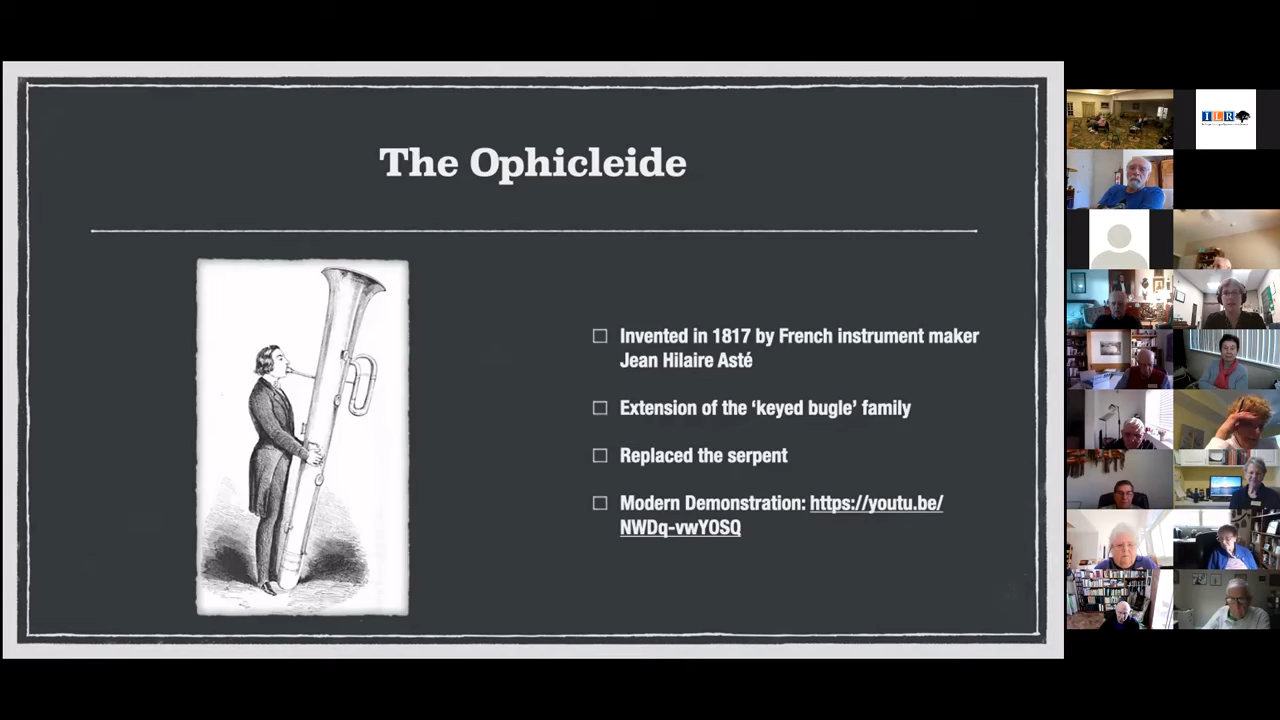 The Ophicleide
Invented in 1817 by French instrument maker
Jean Hilaire Asté
Extension of the ‘keyed bugle’ family
Replaced the serpent
Modern Demonstration: https://youtu.be/
NWDq-vwYOSQ
ILR